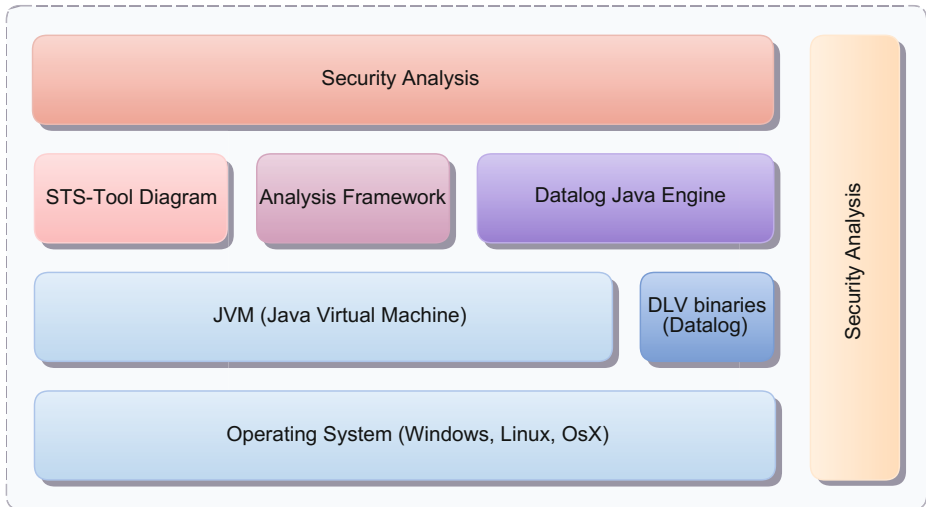 Security Analysis
STS-Tool Diagram
Analysis Framework
Datalog Java Engine
JVM (Java Virtual Machine)
DLV binaries
(Datalog)
Operating System (Windows, Linux, OsX)
Security Analysis